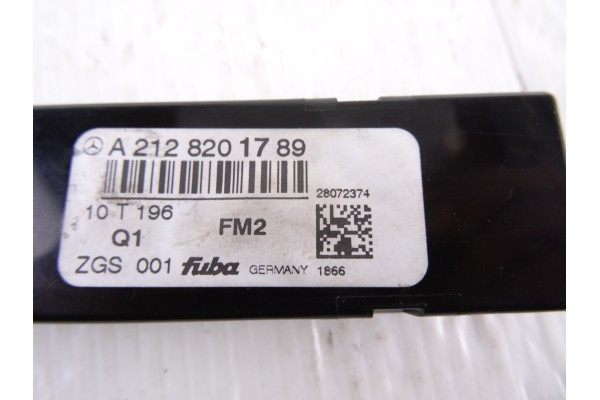 A 212 820 17 89
28072374
10 T 196
Q1
FM2
ZGS 001 fuba GERMANY 1866